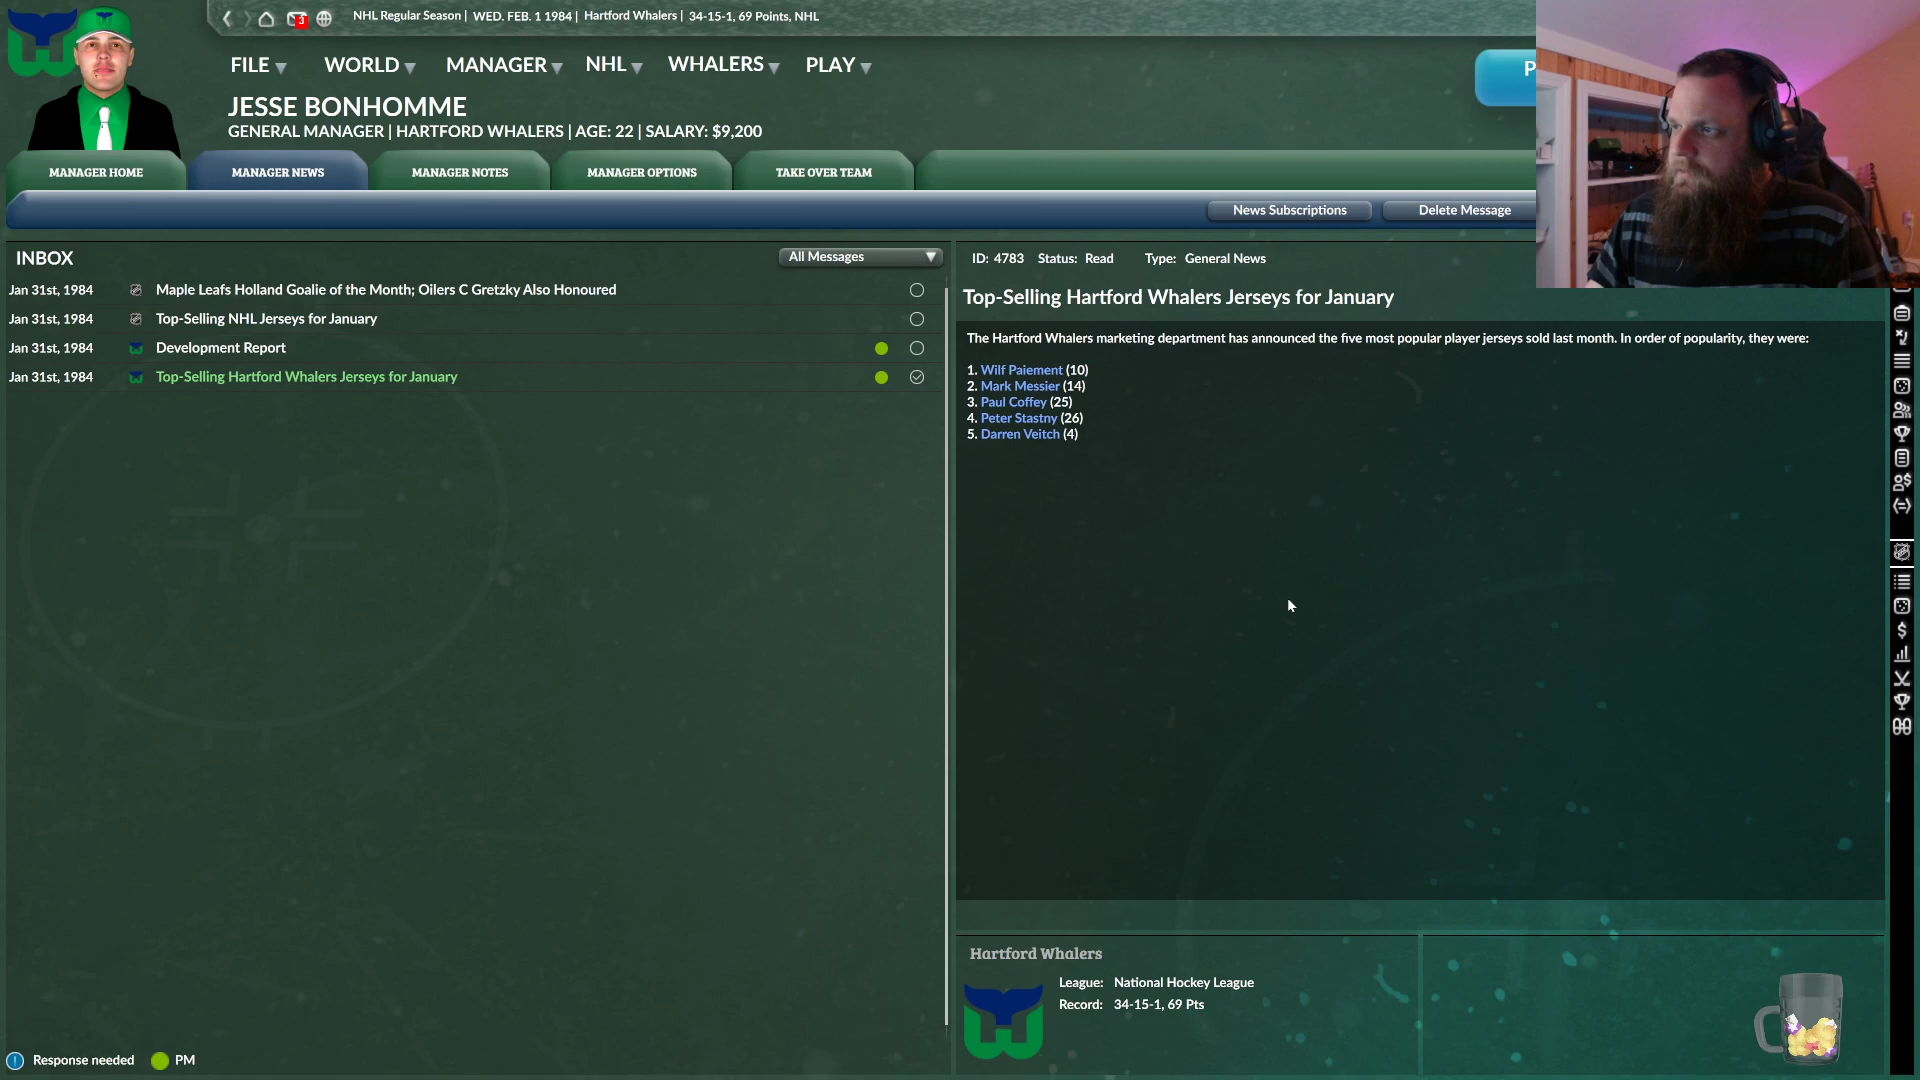 3
NHL Regular Season | WED. FEB. 1 1984 | Hartford Whalers | 34-15-1, 69 Points, NHL
FILE WORLD MANAGER NHL WHALERS PLAY
P
JESSE BONHOMME
GENERAL MANAGER | HARTFORD WHALERS | AGE: 22 | SALARY: $9,200
MANAGER HOME MANAGER NEWS MANAGER NOTES MANAGER OPTIONS TAKE OVER TEAM
News Subscriptions Delete Message
INBOX All Messages
Jan 31st, 1984 Maple Leafs Holland Goalie of the Month; Oilers C Gretzky Also Honoured
Jan 31st, 1984 Top-Selling NHL Jerseys for January
Jan 31st, 1984 Development Report
Jan 31st, 1984 Top-Selling Hartford Whalers Jerseys for January
ID: 4783 Status: Read Type: General News
Top-Selling Hartford Whalers Jerseys for January
The Hartford Whalers marketing department has announced the five most popular player jerseys sold last month. In order of popularity, they were:
1. Wilf Paiement (10)
2. Mark Messier (14)
3. Paul Coffey (25)
4. Peter Stastny (26)
5. Darren Veitch (4)
Hartford Whalers
League: National Hockey League
Record: 34-15-1, 69 Pts
Response needed PM